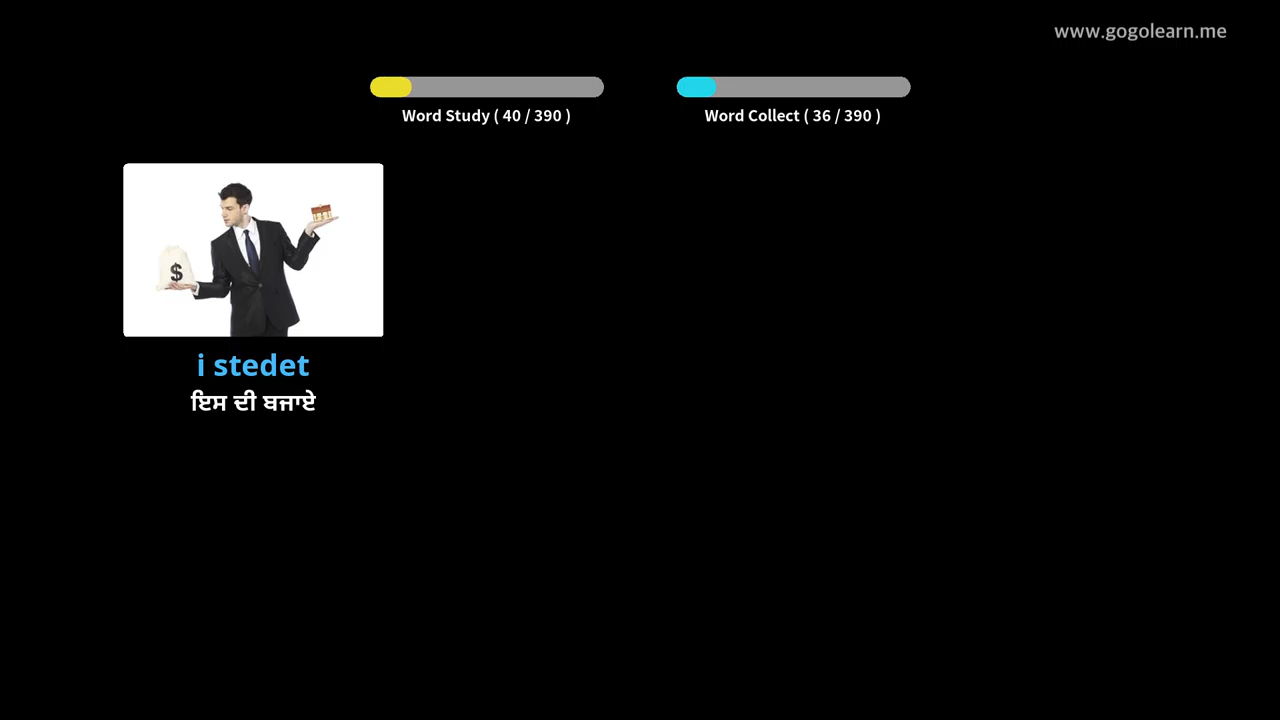 www.gogolearn.me
Word Study ( 40 / 390 )
Word Collect ( 36 / 390 )
$
i stedet
ਇਸ ਦੀ ਬਜਾਏ